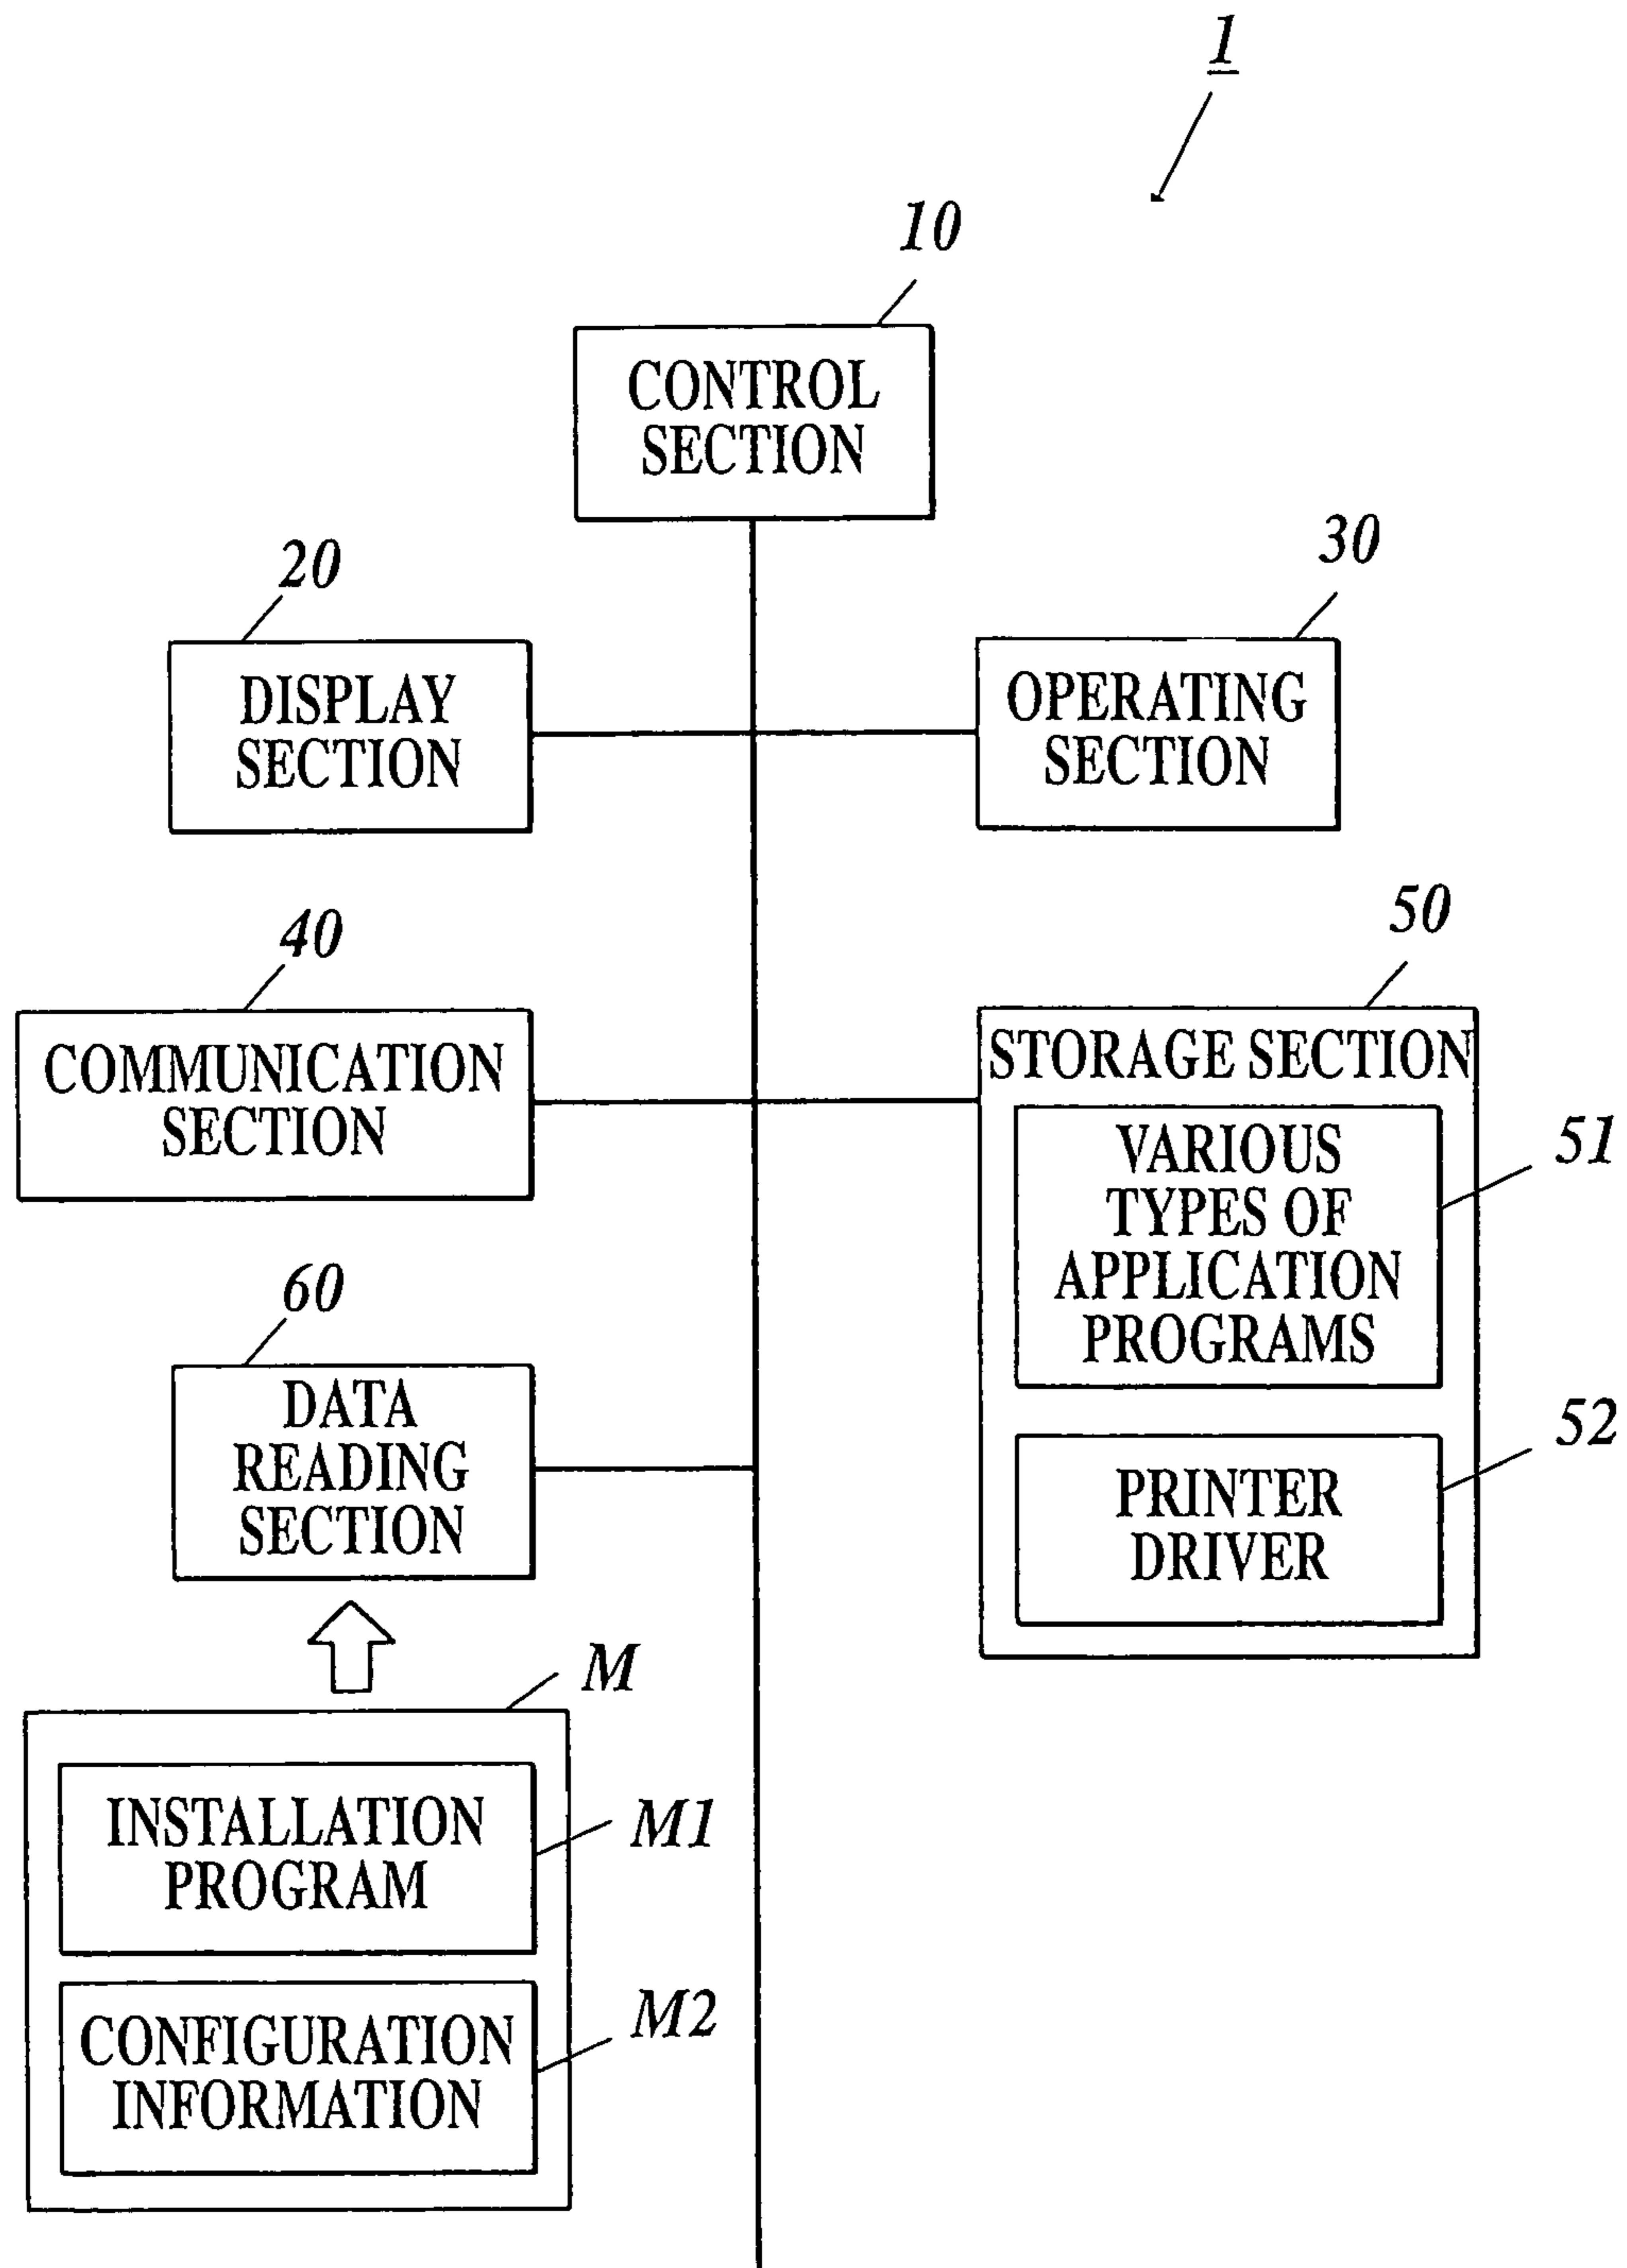 1
10
CONTROL
SECTION
20
DISPLAY
SECTION
30
OPERATING
SECTION
40
COMMUNICATION
SECTION
50
STORAGE SECTION
VARIOUS
TYPES OF
APPLICATION
PROGRAMS
51
PRINTER
DRIVER
52
60
DATA
READING
SECTION
M
INSTALLATION
PROGRAM
M1
CONFIGURATION
INFORMATION
M2